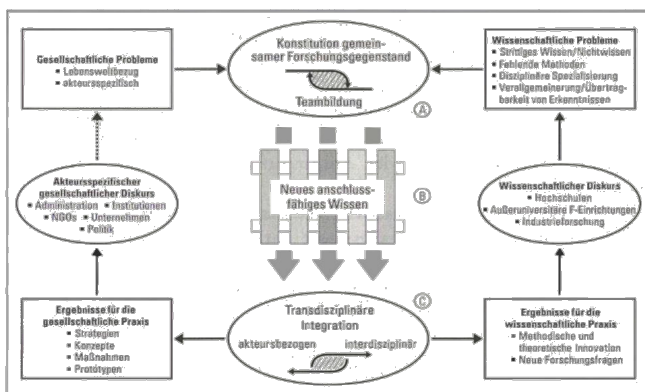 Gesellschaftliche Probleme
▪ Lebensweltbezug
▪ akteursspezifisch
Konstitution gemein-
samer Forschungsgegenstand
Teambildung
A
Wissenschaftliche Probleme
▪ Strittiges Wissen/Nichtwissen
▪ Fehlende Methoden
▪ Disziplinäre Spezialisierung
▪ Verallgemeinerung/Übertrag-
barkeit von Erkenntnissen
Akteursspezifischer
gesellschaftlicher Diskurs
▪ Administration ▪ Institutionen
▪ NGOs ▪ Unternehmen
▪ Politik
Neues anschluss-
fähiges Wissen
B
Wissenschaftlicher Diskurs
▪ Hochschulen
▪ Außeruniversitäre F-Einrichtungen
▪ Industrieforschung
Ergebnisse für die
gesellschaftliche Praxis
▪ Strategien
▪ Konzepte
▪ Maßnahmen
▪ Prototypen
C
Transdisziplinäre
Integration
akteursbezogen interdisziplinär
Ergebnisse für die
wissenschaftliche Praxis
▪ Methodische und
theoretische Innovation
▪ Neue Forschungsfragen